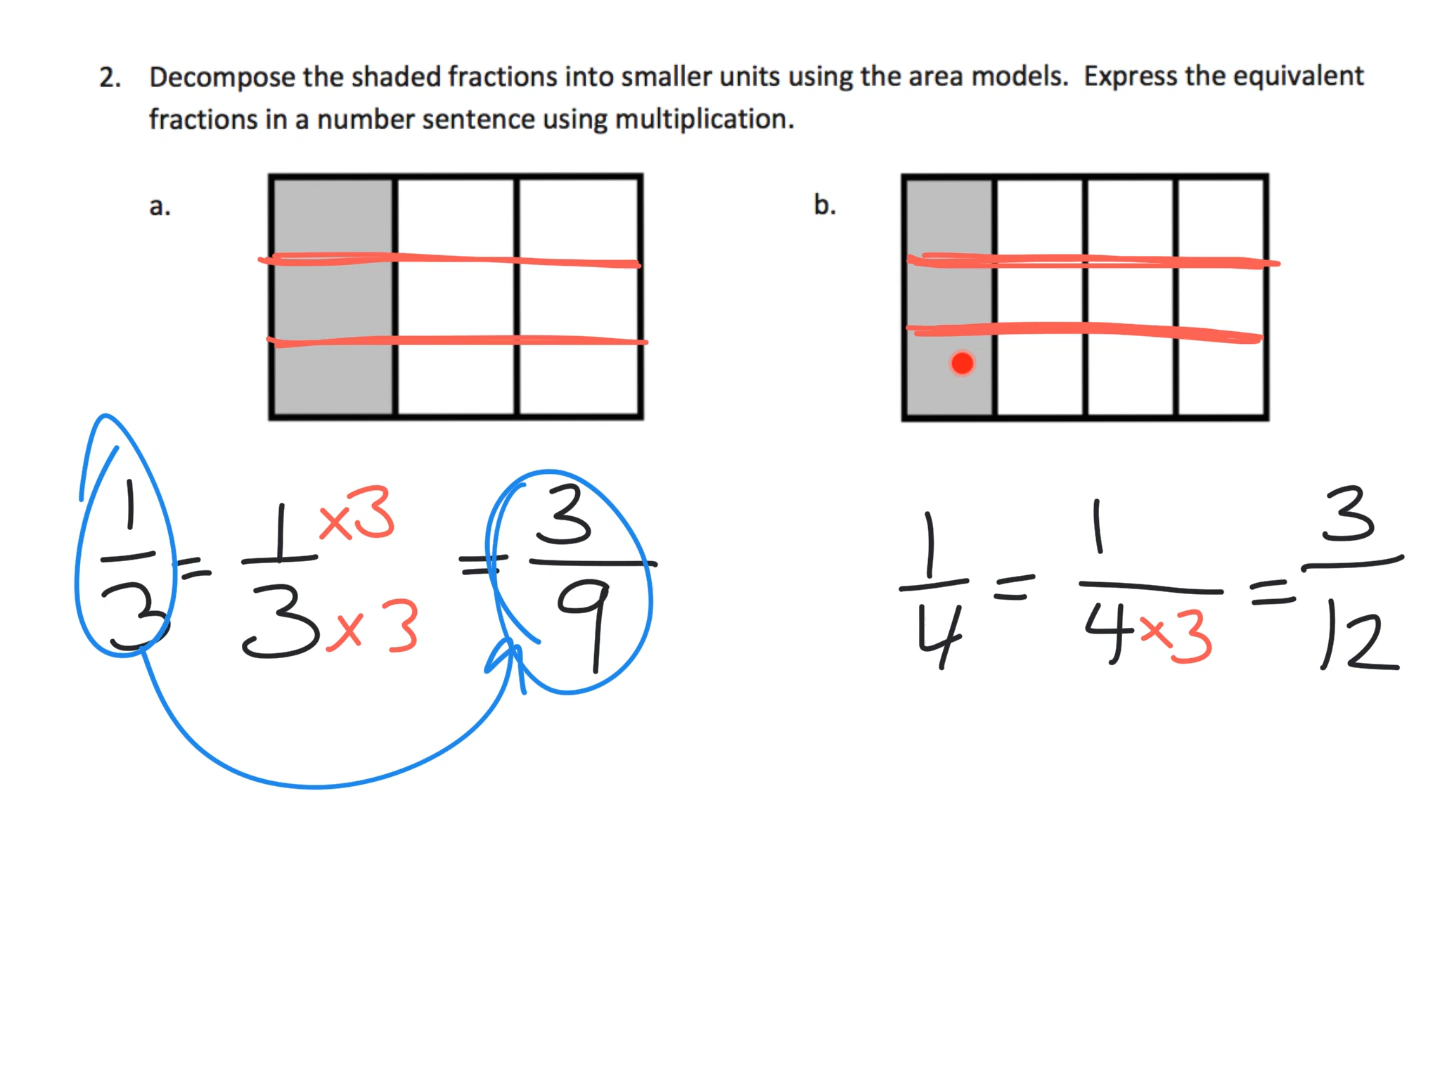 2. Decompose the shaded fractions into smaller units using the area models. Express the equivalent
fractions in a number sentence using multiplication.
a.
b.
1/3 = 1×3/3×3 = 3/9
1/4 = 1/4×3 = 3/12